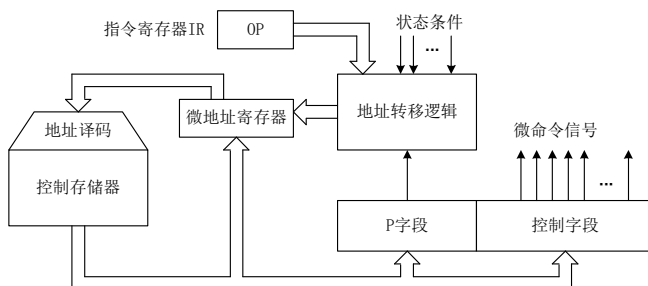 指令寄存器IR
OP
状态条件
...
地址译码
微地址寄存器
地址转移逻辑
微命令信号
控制存储器
...
P字段
控制字段